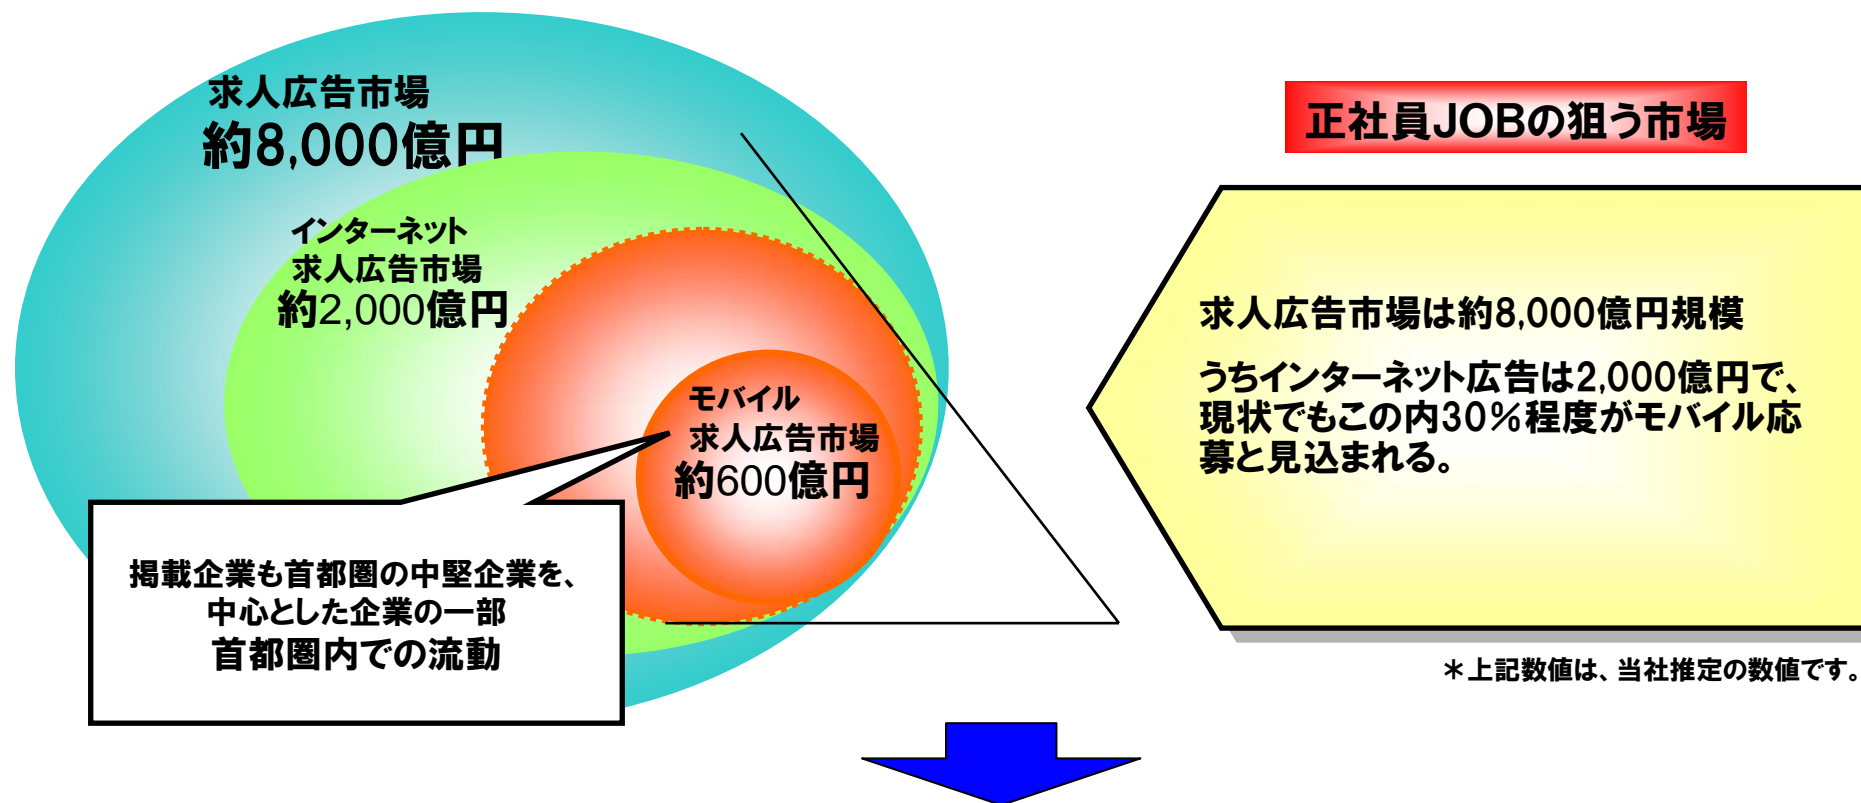 求人広告市場
約8,000億円
インターネット
求人広告市場
約2,000億円
モバイル
求人広告市場
約600億円
掲載企業も首都圏の中堅企業を、
中心とした企業の一部
首都圏内での流動
正社員JOBの狙う市場
求人広告市場は約8,000億円規模
うちインターネット広告は2,000億円で、
現状でもこの内30%程度がモバイル応
募と見込まれる。
＊上記数値は、当社推定の数値です。